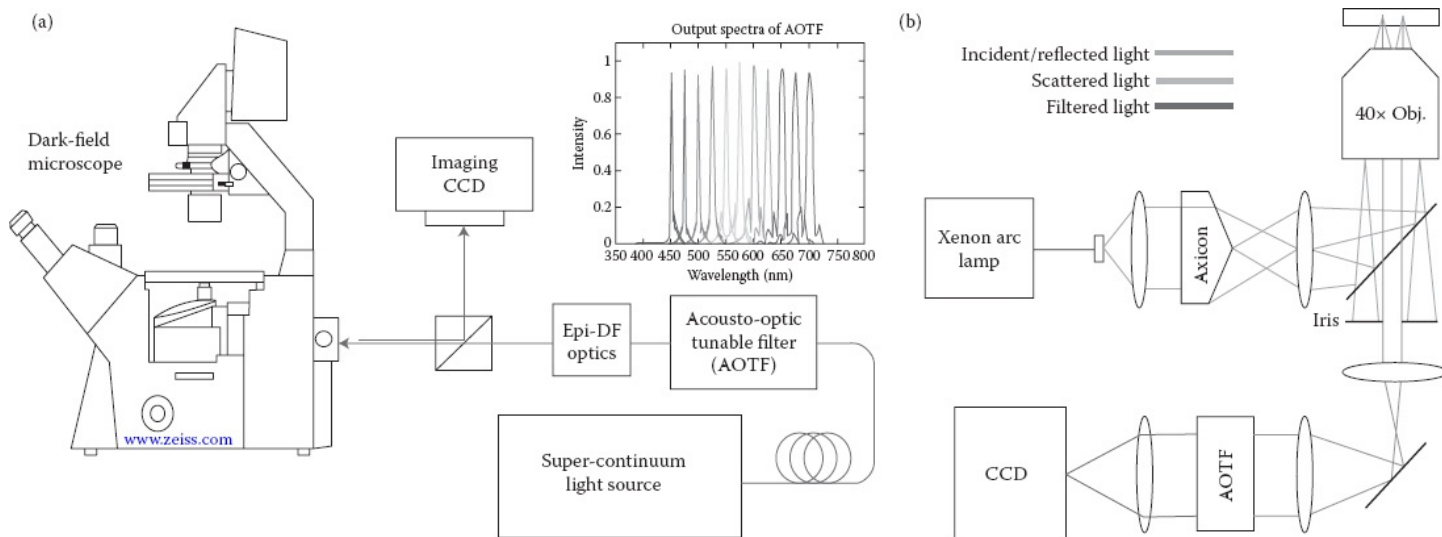 (a)
Dark-field
microscope
www.zeiss.com
Imaging
CCD
Output spectra of AOTF
Intensity
1
0.8
0.6
0.4
0.2
0
350 400 450 500 550 600 650 700 750 800
Wavelength (nm)
Epi-DF
optics
Acousto-optic
tunable filter
(AOTF)
Super-continuum
light source
(b)
Incident/reflected light
Scattered light
Filtered light
40× Obj.
Xenon arc
lamp
Axicon
Iris
CCD
AOTF